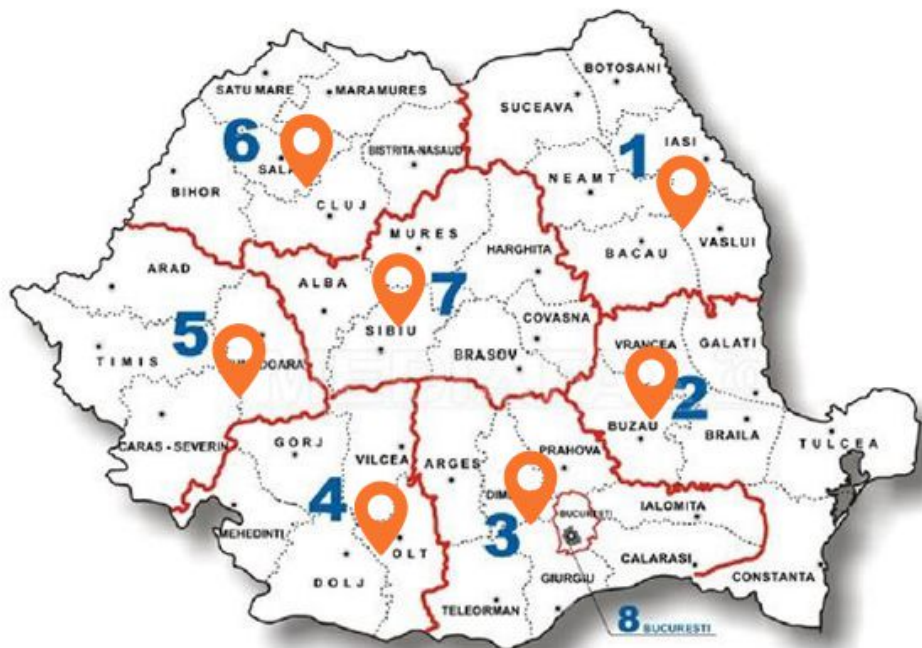 BOTOSANI
SATU MARE
MARAMURES
SUCEAVA
6
1
IASI
BISTRITA-NASAUD
NEAMT
BIHOR
CLUJ
MURES
VASLUI
BACAU
HARGHITA
ARAD
ALBA
7
5
COVASNA
SIBIU
VRANCEA
GALATI
TIMIS
BRASOV
2
BUZAU
BRAILA
TULCEA
CARAS - SEVERIN
GORJ
VILCEA
ARGES
PRAHOVA
4
3
BUCURESTI
IALOMITA
MEHEDINTI
OLT
DOLJ
CALARASI
CONSTANTA
GIURGIU
TELEORMAN
8 BUCURESTI